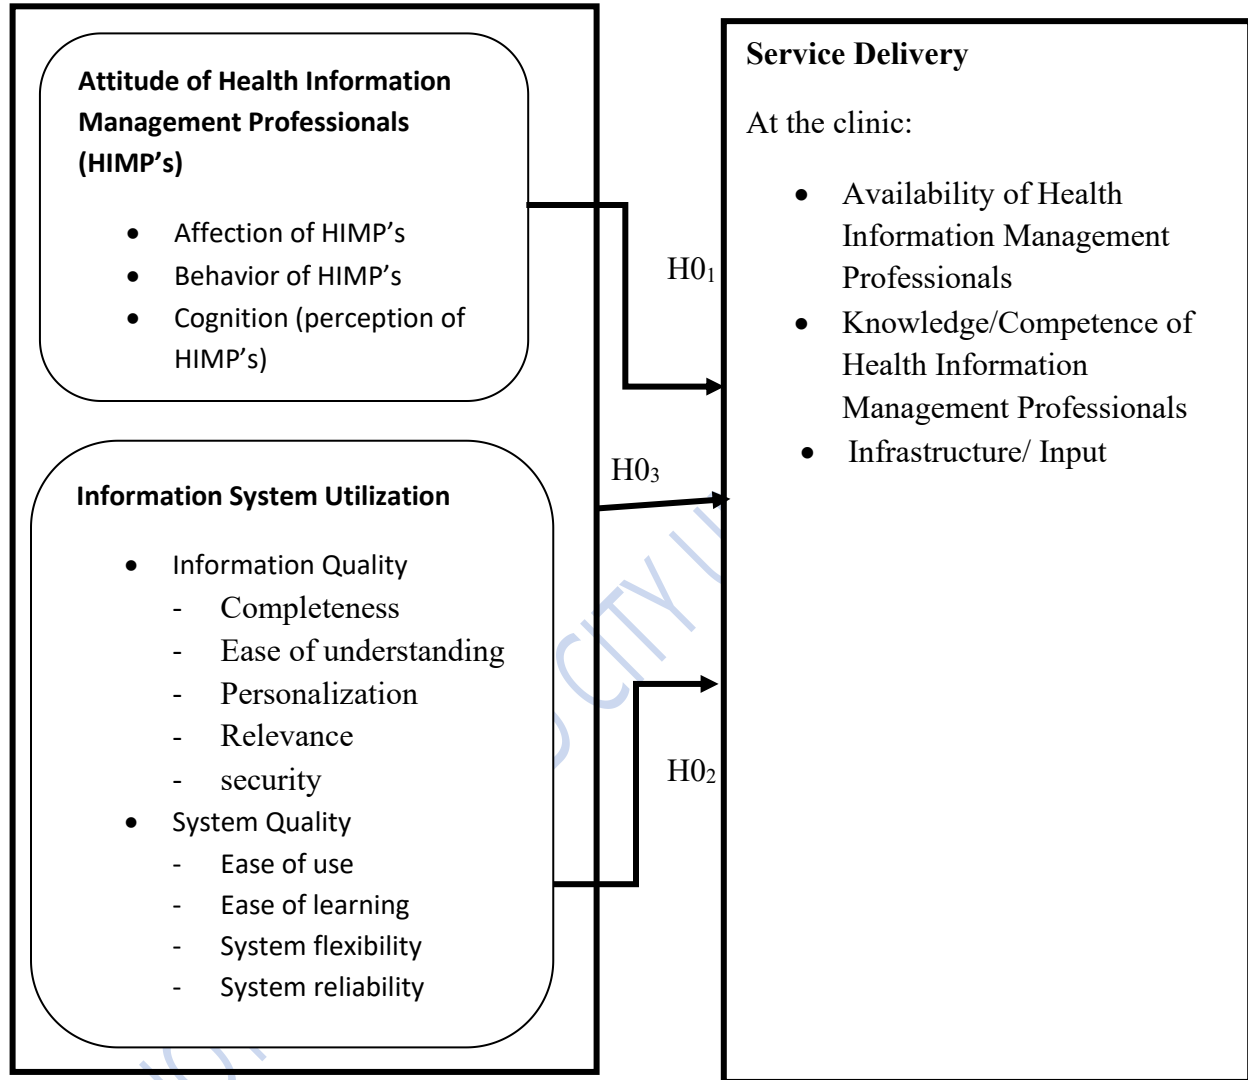 Attitude of Health Information
Management Professionals
(HIMP’s)
• Affection of HIMP’s
• Behavior of HIMP’s
• Cognition (perception of
HIMP’s)
Information System Utilization
• Information Quality
- Completeness
- Ease of understanding
- Personalization
- Relevance
- security
• System Quality
- Ease of use
- Ease of learning
- System flexibility
- System reliability
H0₁
H0₃
H0₂
Service Delivery
At the clinic:
• Availability of Health
Information Management
Professionals
• Knowledge/Competence of
Health Information
Management Professionals
• Infrastructure/ Input
CITY